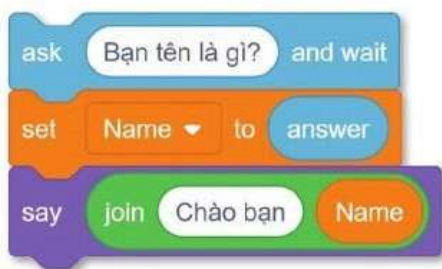 ask Bạn tên là gì? and wait
set Name to answer
say join Chào bạn Name